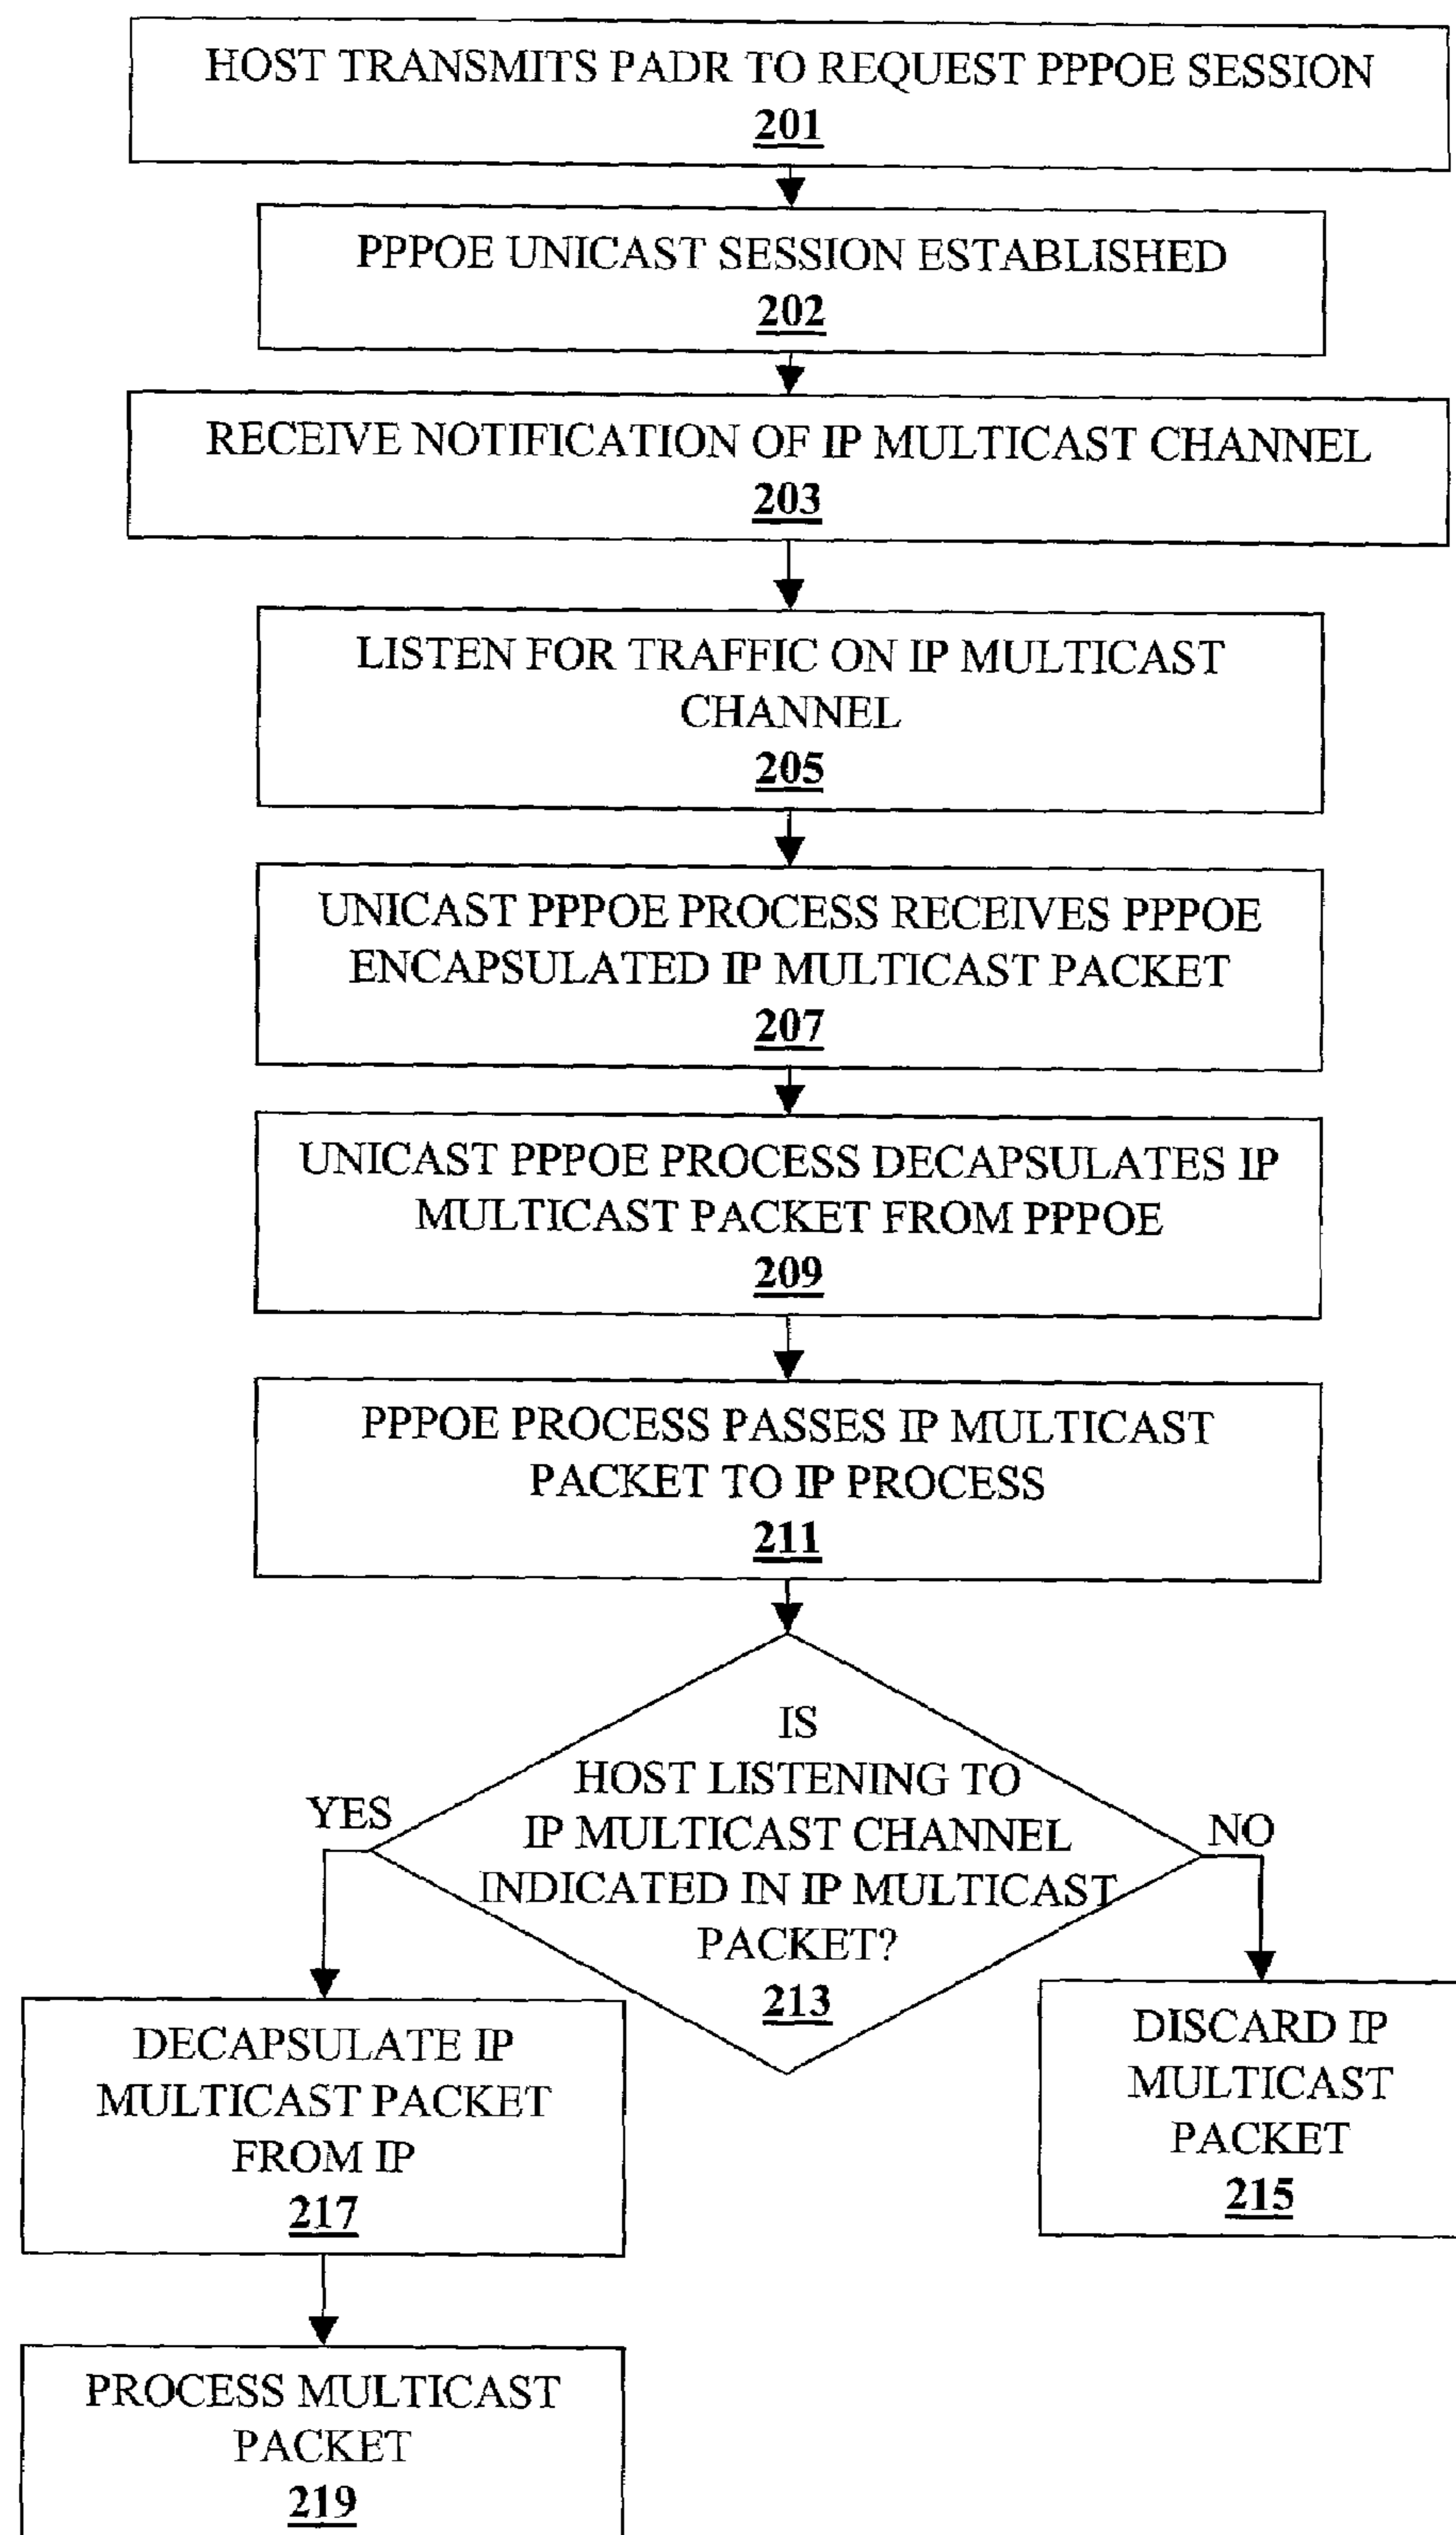 HOST TRANSMITS PADR TO REQUEST PPPOE SESSION
201
PPPOE UNICAST SESSION ESTABLISHED
202
RECEIVE NOTIFICATION OF IP MULTICAST CHANNEL
203
LISTEN FOR TRAFFIC ON IP MULTICAST
CHANNEL
205
UNICAST PPPOE PROCESS RECEIVES PPPOE
ENCAPSULATED IP MULTICAST PACKET
207
UNICAST PPPOE PROCESS DECAPSULATES IP
MULTICAST PACKET FROM PPPOE
209
PPPOE PROCESS PASSES IP MULTICAST
PACKET TO IP PROCESS
211
IS
HOST LISTENING TO
IP MULTICAST CHANNEL
INDICATED IN IP MULTICAST
PACKET?
213
YES
NO
DECAPSULATE IP
MULTICAST PACKET
FROM IP
217
DISCARD IP
MULTICAST
PACKET
215
PROCESS MULTICAST
PACKET
219